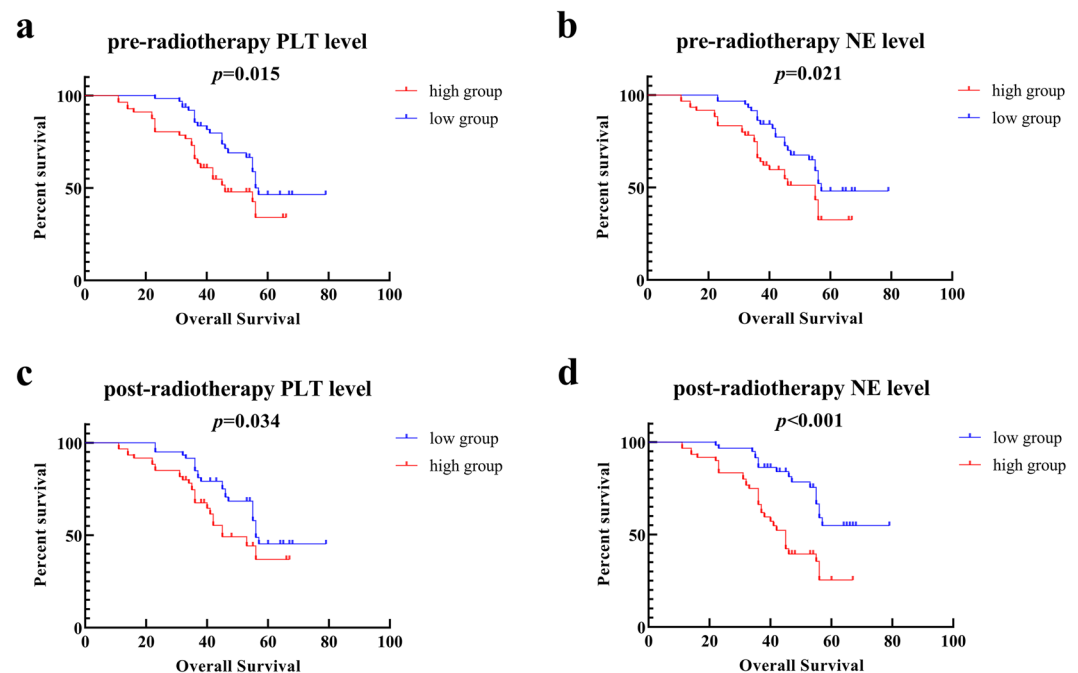 a
pre-radiotherapy PLT level
p=0.015
high group
low group
Percent survival
100
50
0
0 20 40 60 80 100
Overall Survival
b
pre-radiotherapy NE level
p=0.021
high group
low group
Percent survival
100
50
0
0 20 40 60 80 100
Overall Survival
c
post-radiotherapy PLT level
p=0.034
low group
high group
Percent survival
100
50
0
0 20 40 60 80 100
Overall Survival
d
post-radiotherapy NE level
p<0.001
low group
high group
Percent survival
100
50
0
0 20 40 60 80 100
Overall Survival